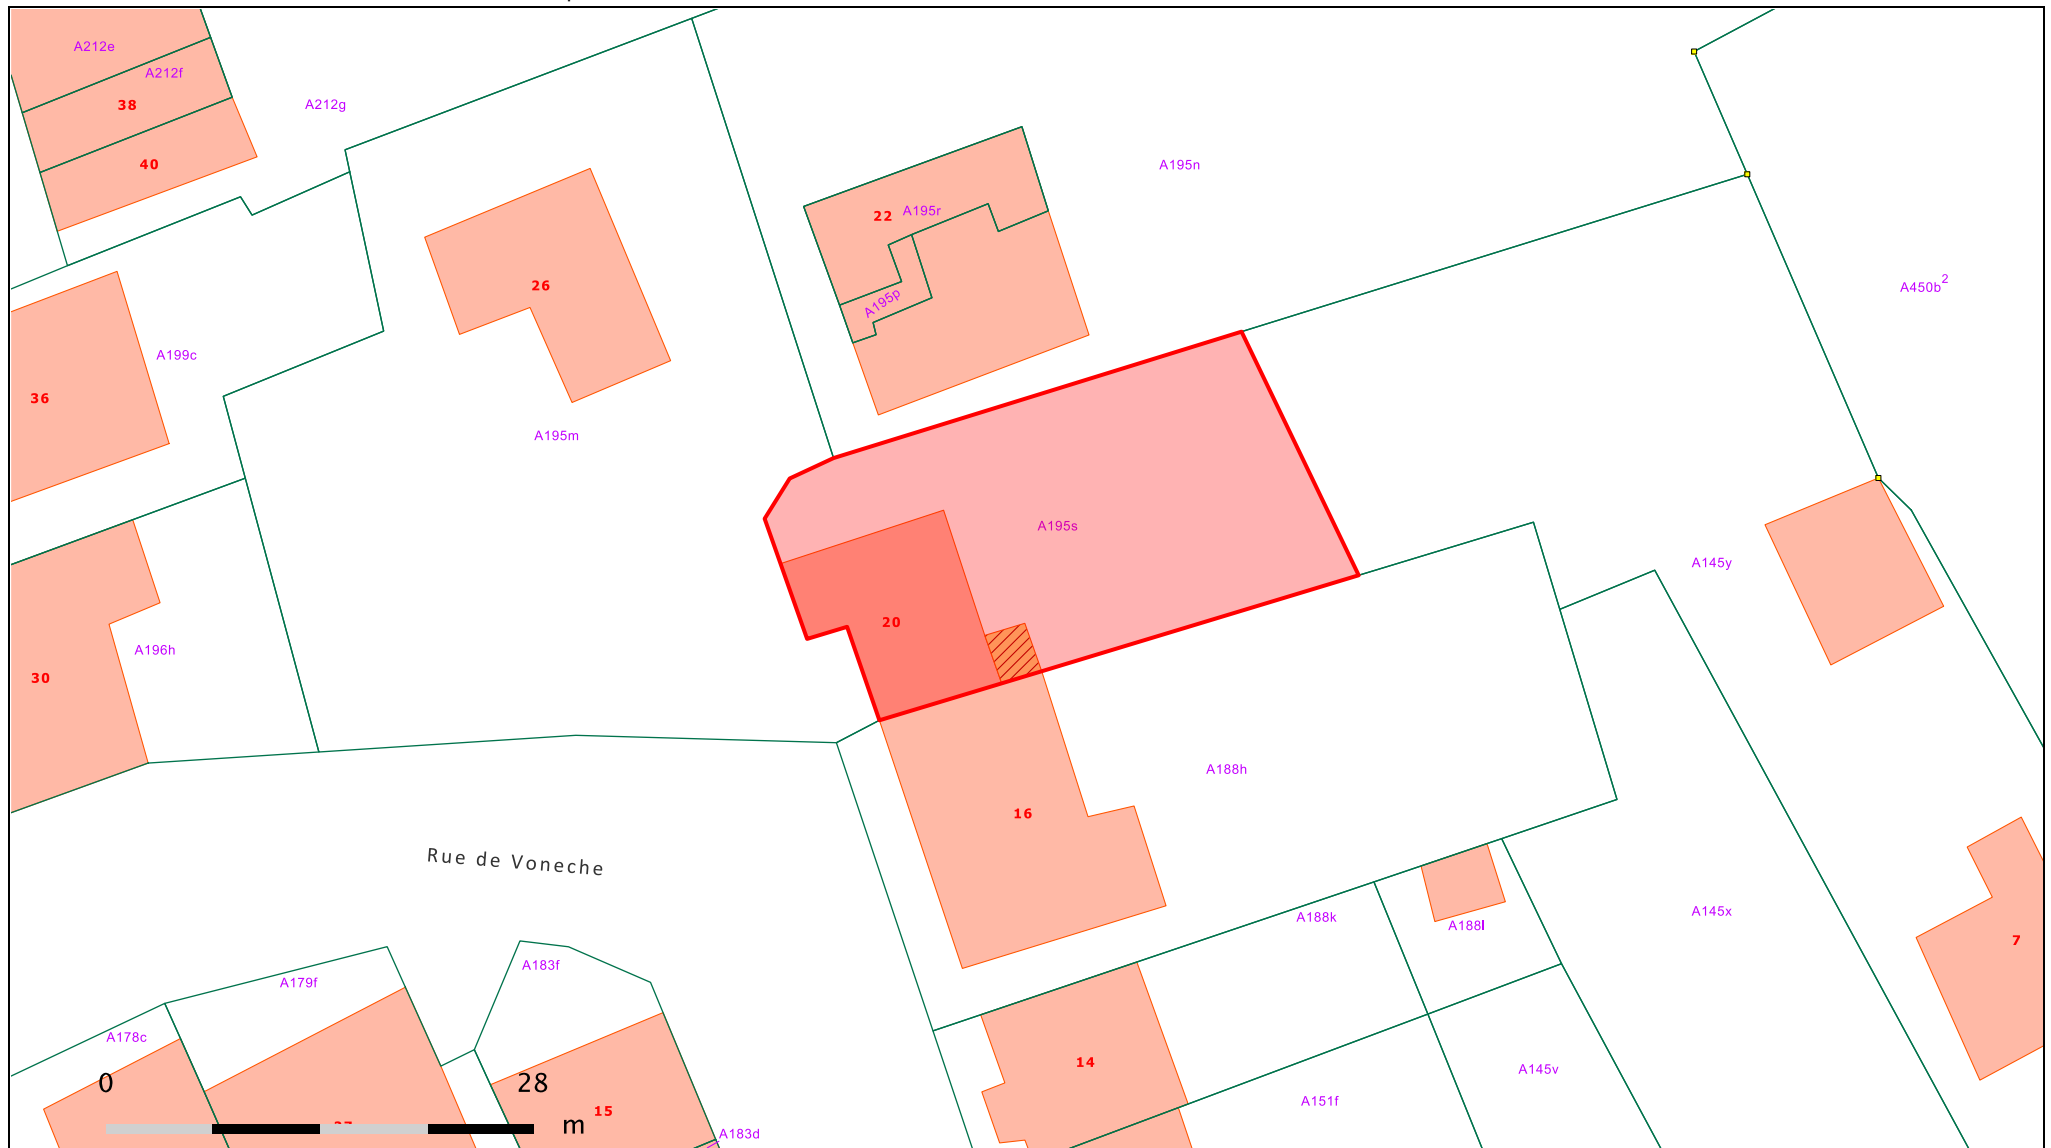 A212e
A212f
38
A212g
40
A195n
22
A195r
26
A450b²
A195p
A199c
36
A195m
A195s
A145y
20
A196h
30
A188h
16
Rue de Voneche
A145x
A188k
A188l
7
A183f
A179f
A178c
14
A145v
0
28
m
A151f
15
A183d